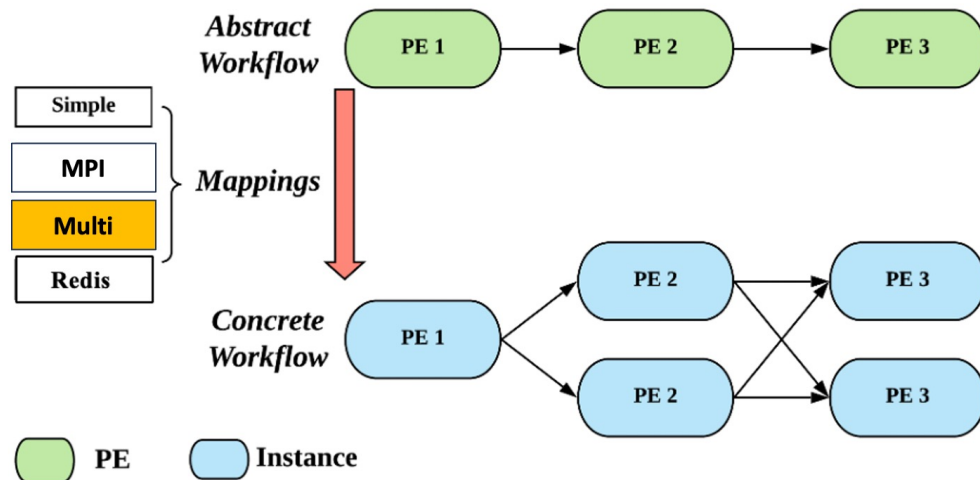 Abstract
Workflow
PE 1
PE 2
PE 3
Simple
MPI
Multi
Redis
Mappings
Concrete
Workflow
PE 1
PE 2
PE 3
PE 2
PE 3
PE
Instance